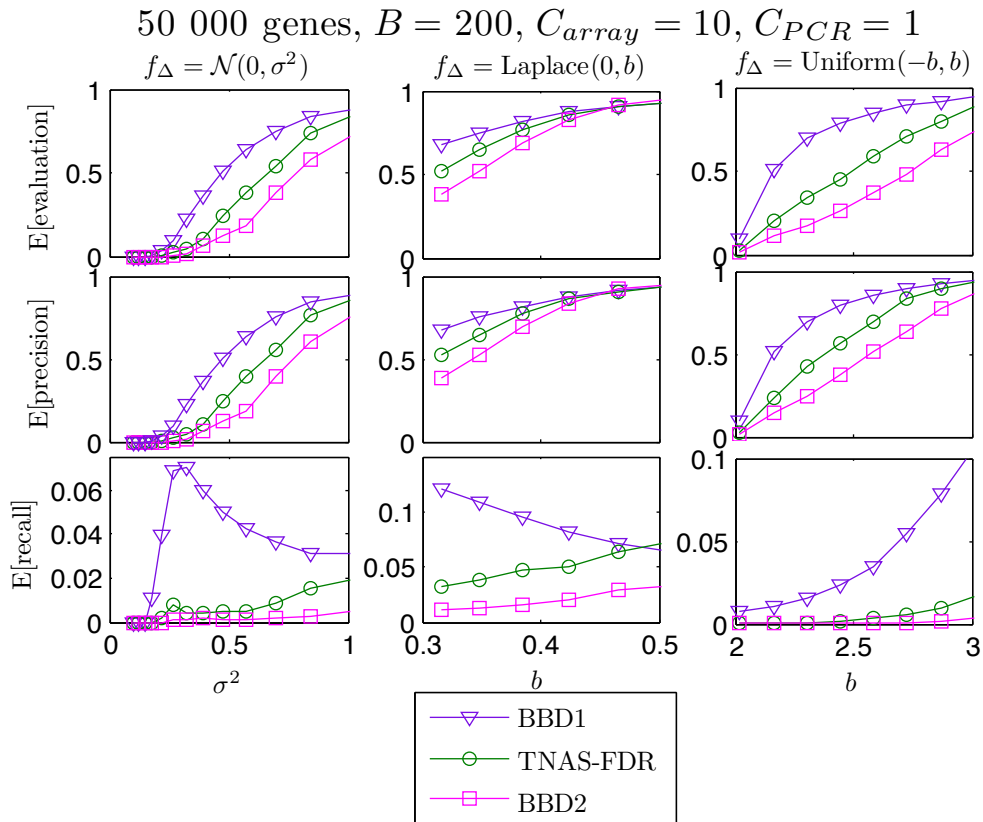 50 000 genes, B = 200, C_array = 10, C_PCR = 1
f_Δ = N(0, σ²)
f_Δ = Laplace(0, b)
f_Δ = Uniform(−b, b)
E[evaluation]
1
0.5
0
1
0.5
0
1
0.5
0
E[precision]
1
0.5
0
1
0.5
0
1
0.5
0
E[recall]
0.06
0.04
0.02
0
0.1
0.05
0
0.1
0.05
0
0
0.5
1
0.3
0.4
0.5
2
2.5
3
σ²
b
b
BBD1
TNAS-FDR
BBD2